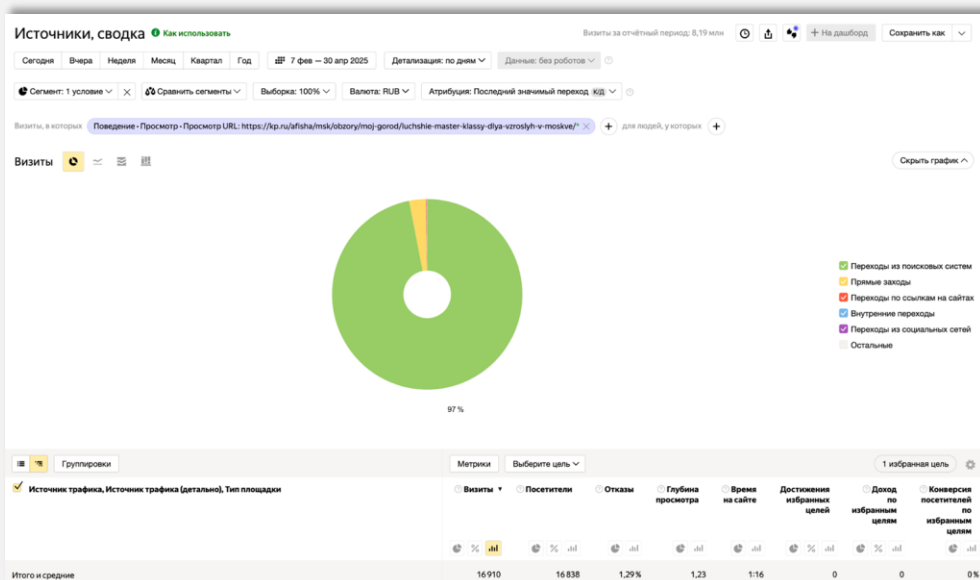 Источники, сводка Как использовать
Визиты за отчётный период: 8,19 млн
+ На дашборд
Сохранить как
Сегодня Вчера Неделя Месяц Квартал Год 7 фев — 30 апр 2025 Детализация: по дням Данные: без роботов
Сегмент: 1 условие Сравнить сегменты Выборка: 100% Валюта: RUB Атрибуция: Последний значимый переход К/Д
Визиты, в которых Поведение · Просмотр · Просмотр URL: https://kp.ru/afisha/msk/obzory/moj-gorod/luchshie-master-klassy-dlya-vzroslyh-v-moskve/* + для людей, у которых +
Визиты
Скрыть график
Переходы из поисковых систем
Прямые заходы
Переходы по ссылкам на сайтах
Внутренние переходы
Переходы из социальных сетей
Остальные
97 %
Группировки Метрики Выберите цель 1 избранная цель
Источник трафика, Источник трафика (детально), Тип площадки
Визиты
Посетители
Отказы
Глубина просмотра
Время на сайте
Достижения избранных целей
Доход по избранным целям
Конверсия посетителей по избранным целям
Итого и средние 16 910 16 838 1,29 % 1,23 1:16 0 0 0 %